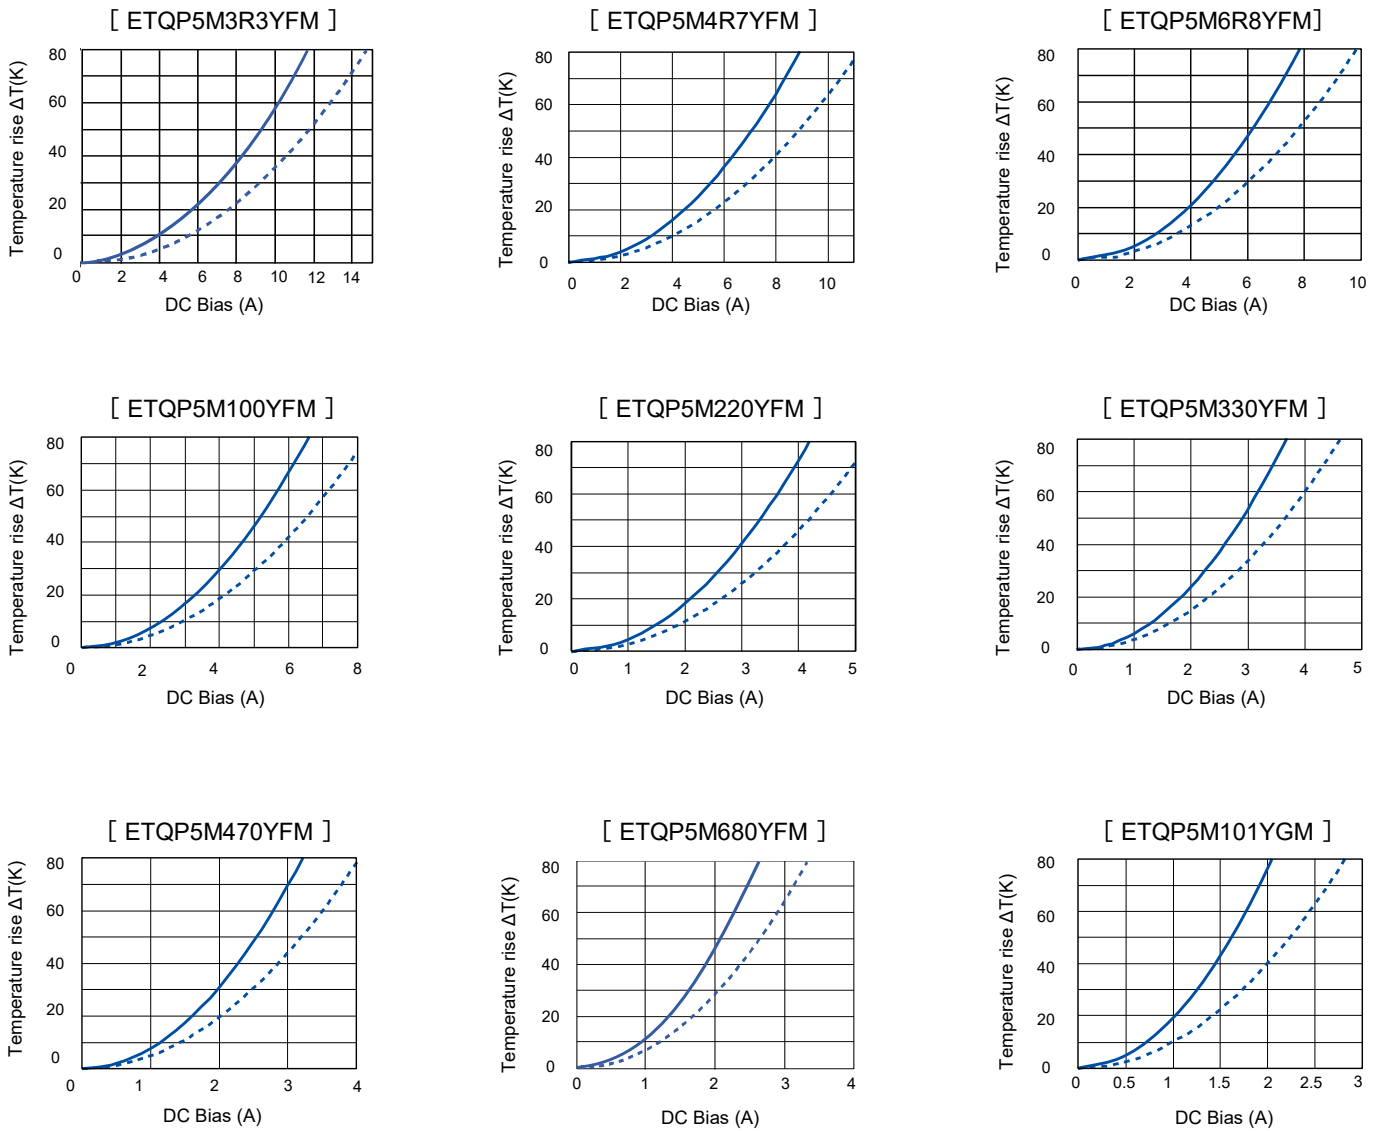 [ ETQP5M3R3YFM ]
Temperature rise ΔT(K)
80
60
40
20
0
0 2 4 6 8 10 12 14
DC Bias (A)
[ ETQP5M4R7YFM ]
Temperature rise ΔT(K)
80
60
40
20
0
0 2 4 6 8 10
DC Bias (A)
[ ETQP5M6R8YFM]
Temperature rise ΔT(K)
80
60
40
20
0
0 2 4 6 8 10
DC Bias (A)
[ ETQP5M100YFM ]
Temperature rise ΔT(K)
80
60
40
20
0
0 2 4 6 8
DC Bias (A)
[ ETQP5M220YFM ]
Temperature rise ΔT(K)
80
60
40
20
0
0 1 2 3 4 5
DC Bias (A)
[ ETQP5M330YFM ]
Temperature rise ΔT(K)
80
60
40
20
0
0 1 2 3 4 5
DC Bias (A)
[ ETQP5M470YFM ]
Temperature rise ΔT(K)
80
60
40
20
0
0 1 2 3 4
DC Bias (A)
[ ETQP5M680YFM ]
Temperature rise ΔT(K)
80
60
40
20
0
0 1 2 3 4
DC Bias (A)
[ ETQP5M101YGM ]
Temperature rise ΔT(K)
80
60
40
20
0
0 0.5 1 1.5 2 2.5 3
DC Bias (A)